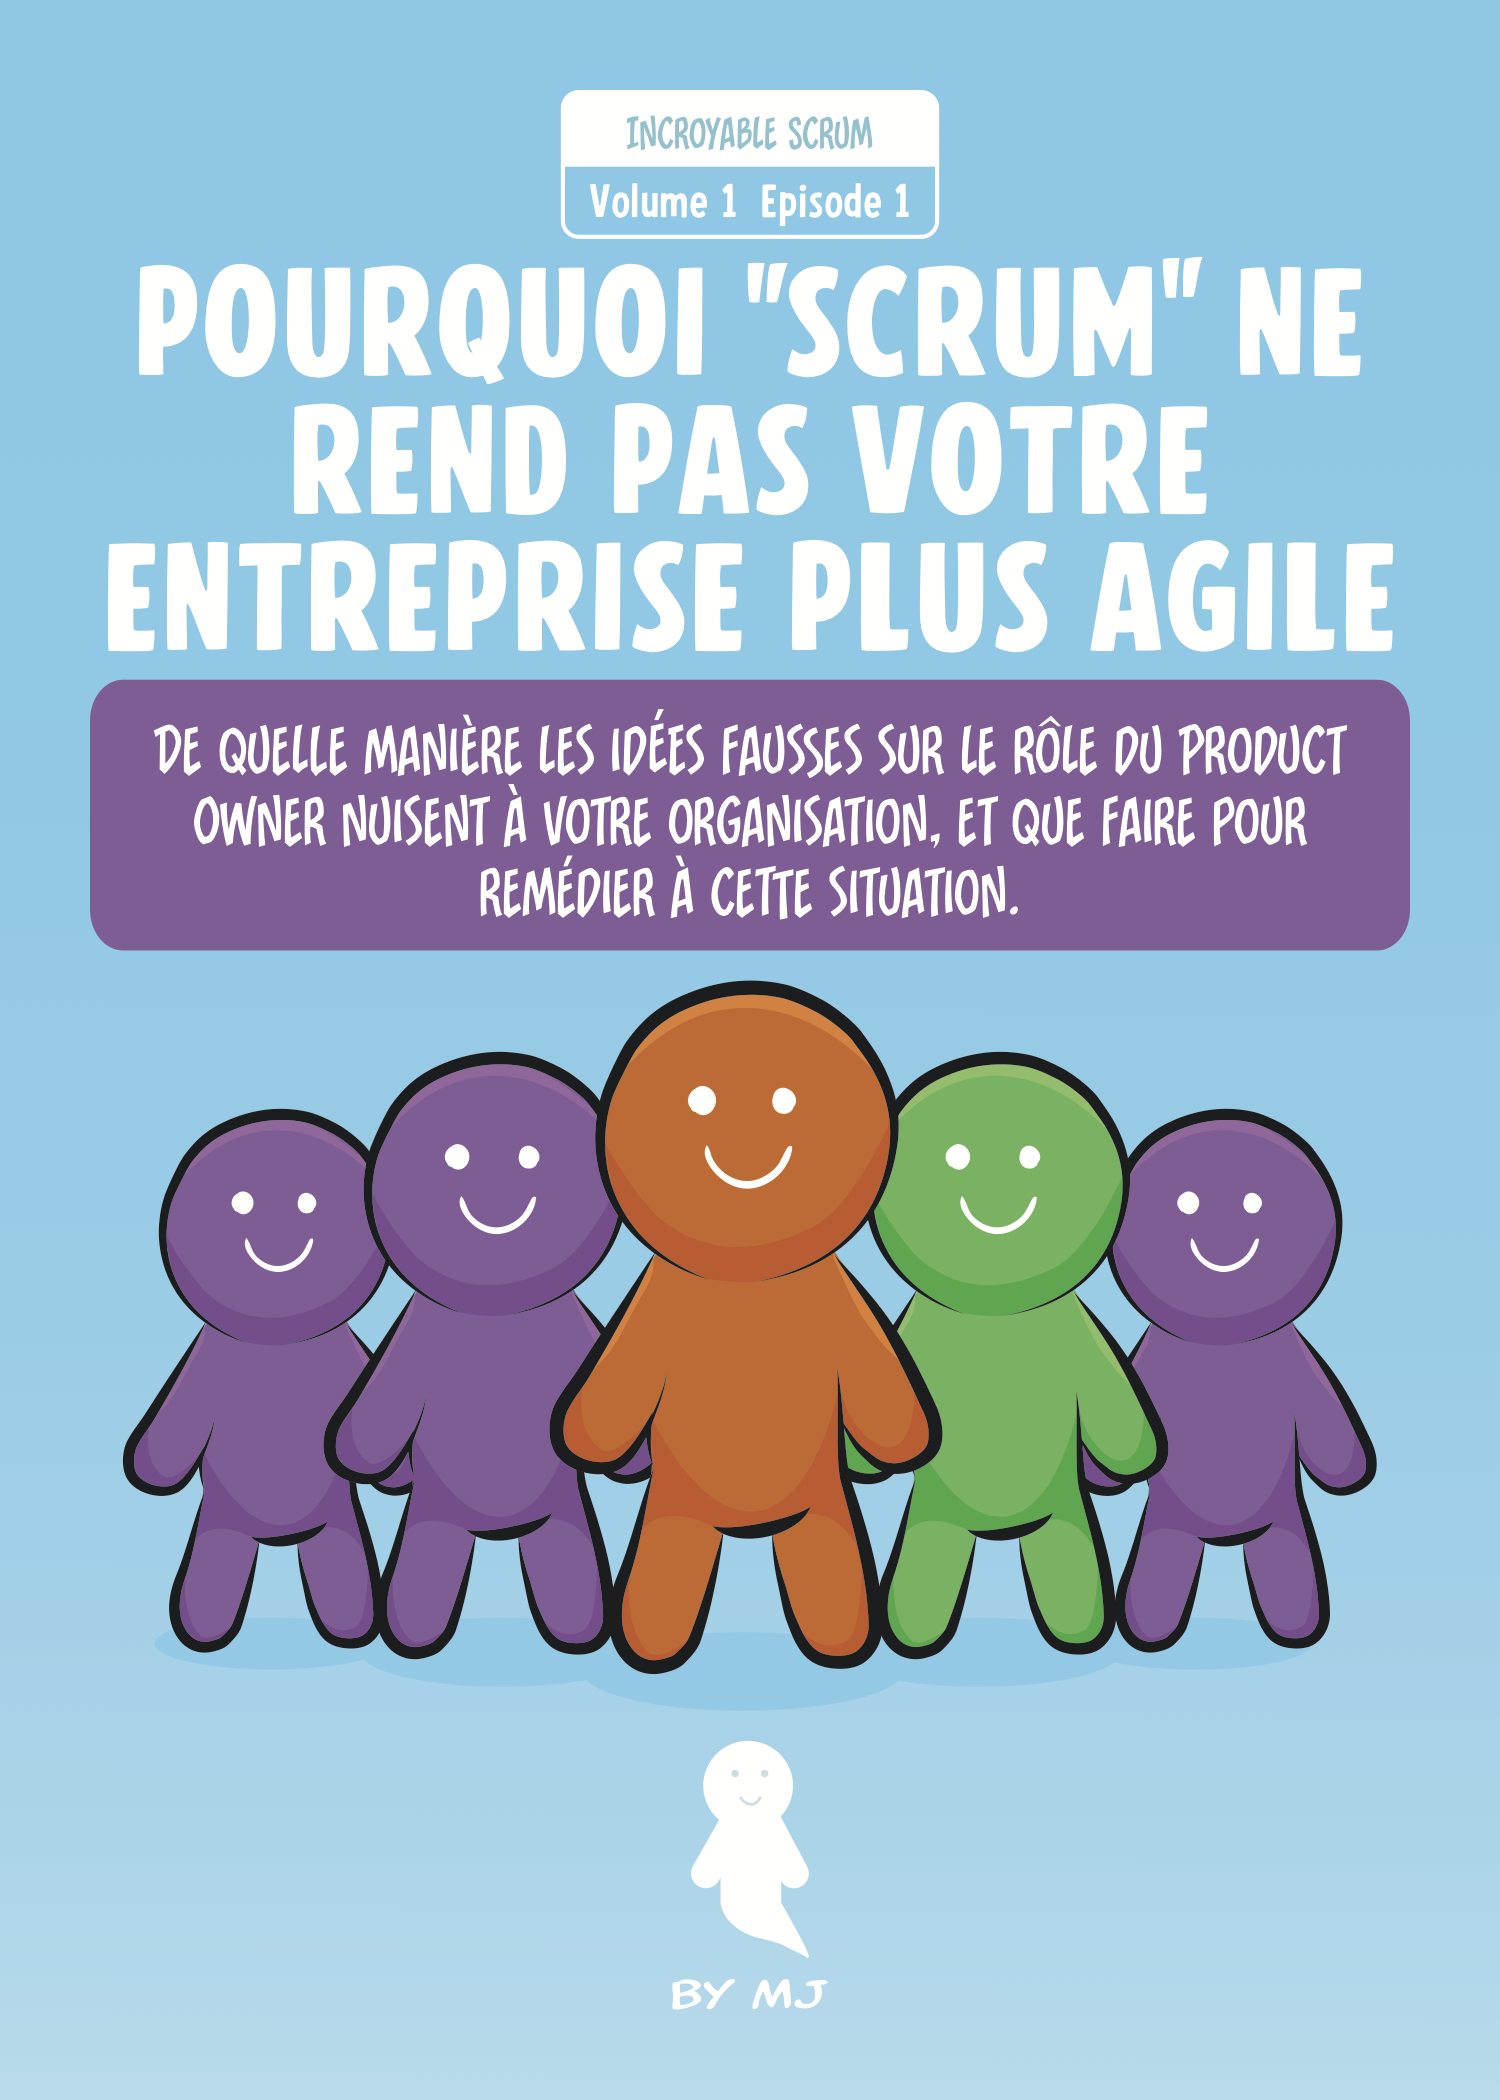 INCROYABLE SCRUM
Volume 1 Episode 1
POURQUOI "SCRUM" NE
REND PAS VOTRE
ENTREPRISE PLUS AGILE
DE QUELLE MANIÈRE LES IDÉES FAUSSES SUR LE RÔLE DU PRODUCT
OWNER NUISENT À VOTRE ORGANISATION, ET QUE FAIRE POUR
REMÉDIER À CETTE SITUATION.
BY MJ